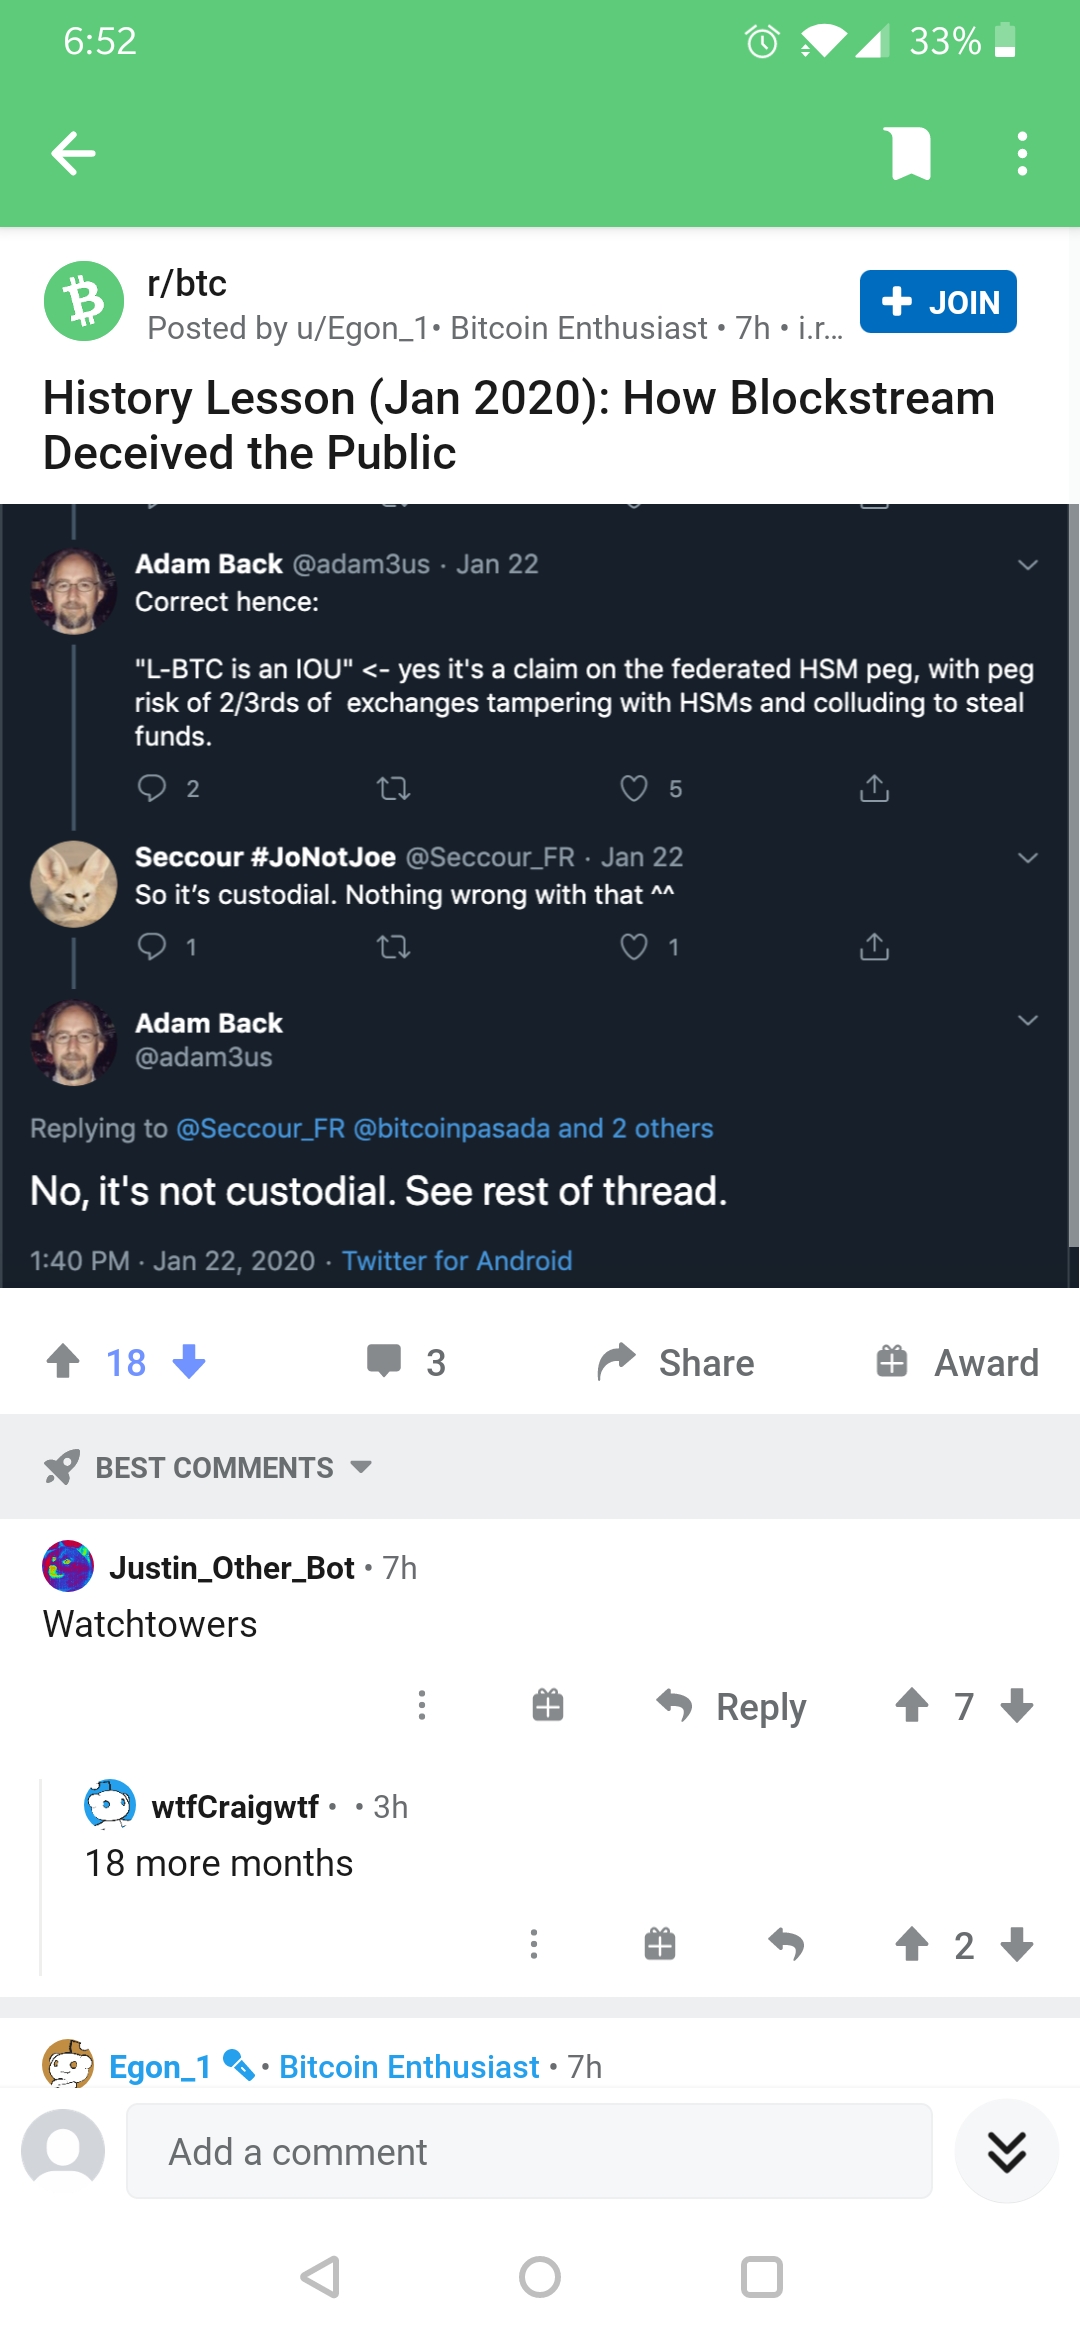 6:52
33%
r/btc
Posted by u/Egon_1• Bitcoin Enthusiast • 7h • i.r...
JOIN
History Lesson (Jan 2020): How Blockstream
Deceived the Public
Adam Back @adam3us · Jan 22
Correct hence:
"L-BTC is an IOU" <- yes it's a claim on the federated HSM peg, with peg
risk of 2/3rds of  exchanges tampering with HSMs and colluding to steal
funds.
2 5
Seccour #JoNotJoe @Seccour_FR · Jan 22
So it’s custodial. Nothing wrong with that ^^
1 1
Adam Back
@adam3us
Replying to @Seccour_FR @bitcoinpasada and 2 others
No, it's not custodial. See rest of thread.
1:40 PM · Jan 22, 2020 · Twitter for Android
18 3 Share Award
BEST COMMENTS
Justin_Other_Bot • 7h
Watchtowers
Reply 7
wtfCraigwtf • • 3h
18 more months
2
Egon_1 • Bitcoin Enthusiast • 7h
Add a comment